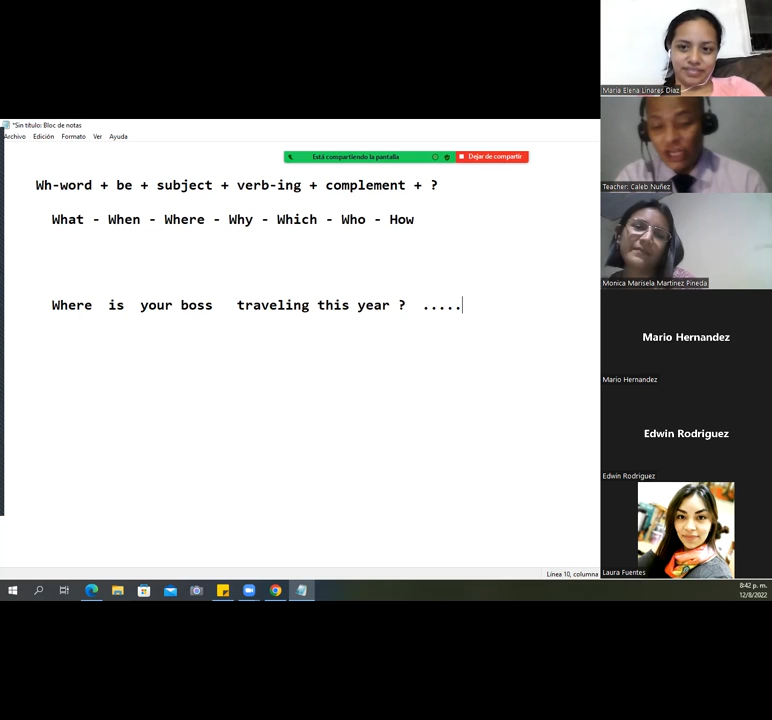 *Sin título: Bloc de notas
Archivo Edición Formato Ver Ayuda
Está compartiendo la pantalla Dejar de compartir
Wh-word + be + subject + verb-ing + complement + ?
What - When - Where - Why - Which - Who - How
Where is your boss traveling this year ? .....
Línea 10, columna
8:42 p. m.
12/8/2022
Maria Elena Linares Diaz
Teacher: Caleb Nuñez
Monica Marisela Martinez Pineda
Mario Hernandez
Mario Hernandez
Edwin Rodriguez
Edwin Rodriguez
Laura Fuentes